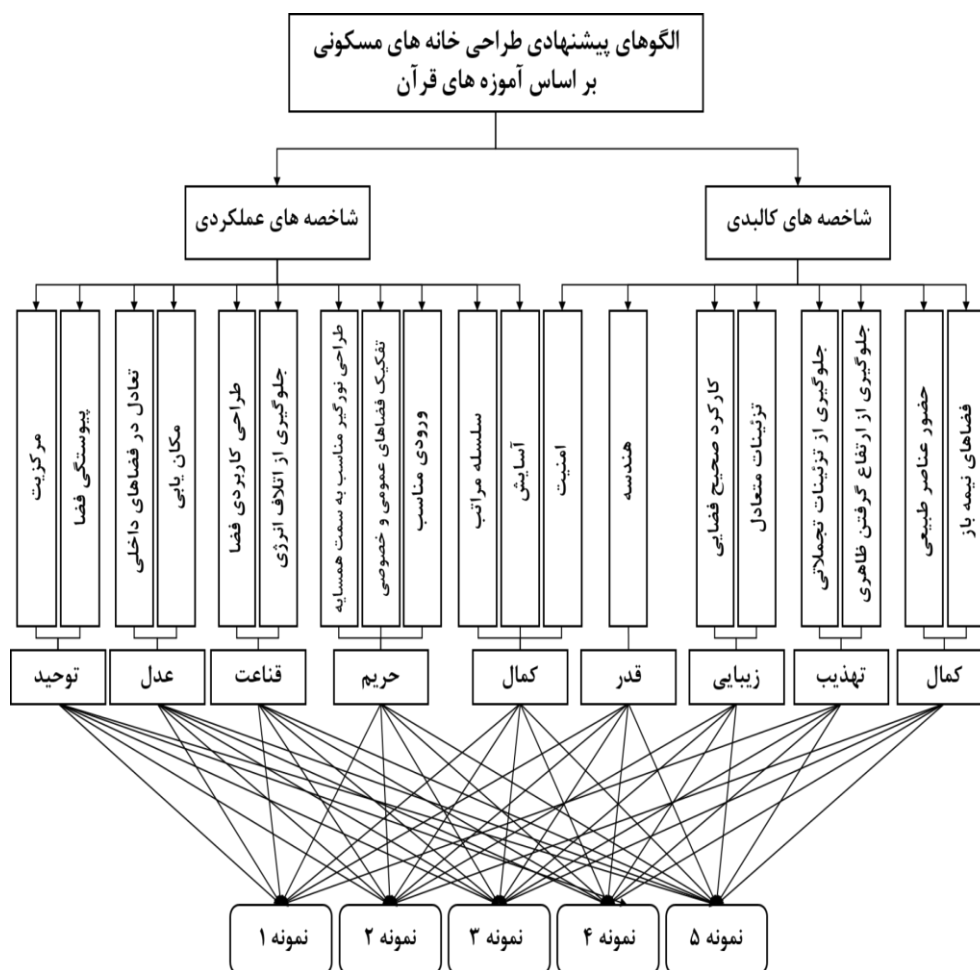 الگوهای پیشنهادی طراحی خانه های مسکونی
بر اساس آموزه های قرآن
شاخصه های کالبدی
شاخصه های عملکردی
فضاهای نیمه باز
حضور عناصر طبیعی
جلوگیری از ارتفاع گرفتن ظاهری
جلوگیری از تزئینات تجملاتی
تزئینات متعادل
کارکرد صحیح فضایی
هندسه
امنیت
آسایش
سلسله مراتب
ورودی مناسب
تفکیک فضاهای عمومی و خصوصی
طراحی نورگیر مناسب به سمت همسایه
جلوگیری از اتلاف انرژی
طراحی کاربردی فضا
مکان یابی
تعادل در فضاهای داخلی
پیوستگی فضا
مرکزیت
کمال
تهذیب
زیبایی
قدر
کمال
حریم
قناعت
عدل
توحید
نمونه ۵
نمونه ۴
نمونه ۳
نمونه ۲
نمونه ۱